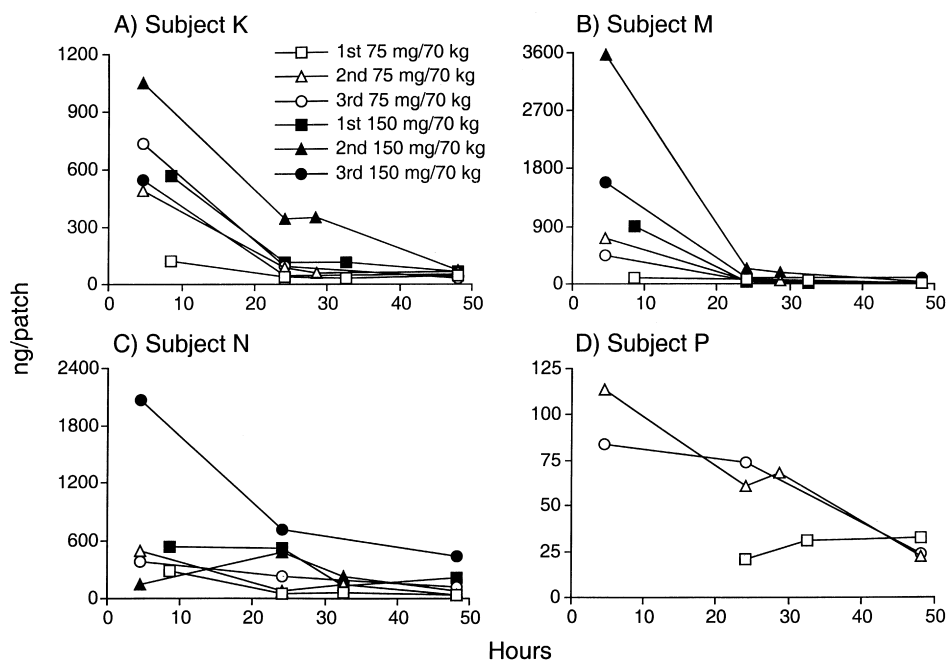 A) Subject K
1200
900
600
300
0
0 10 20 30 40 50
1st 75 mg/70 kg
2nd 75 mg/70 kg
3rd 75 mg/70 kg
1st 150 mg/70 kg
2nd 150 mg/70 kg
3rd 150 mg/70 kg
B) Subject M
3600
2700
1800
900
0
0 10 20 30 40 50
ng/patch
C) Subject N
2400
1800
1200
600
0
0 10 20 30 40 50
D) Subject P
125
100
75
50
25
0
0 10 20 30 40 50
Hours